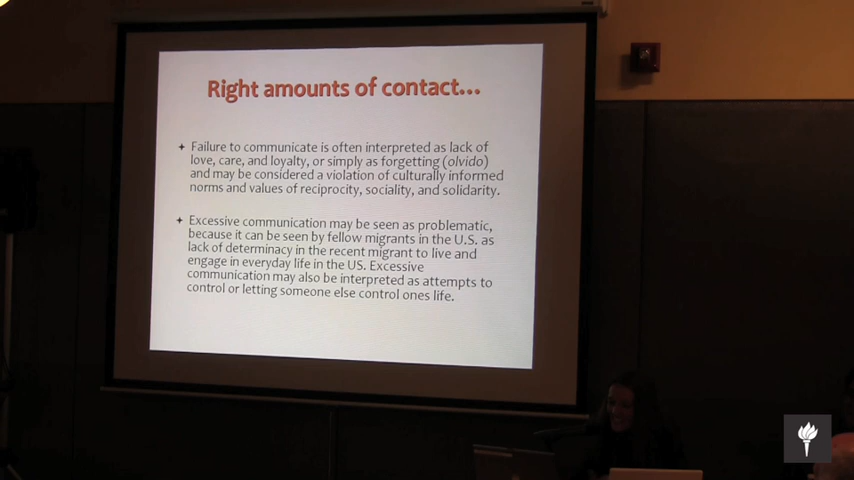 Right amounts of contact...
Failure to communicate is often interpreted as lack of
love, care, and loyalty, or simply as forgetting (olvido)
and may be considered a violation of culturally informed
norms and values of reciprocity, sociality, and solidarity.
Excessive communication may be seen as problematic,
because it can be seen by fellow migrants in the U.S. as
lack of determinacy in the recent migrant to live and
engage in everyday life in the US. Excessive
communication may also be interpreted as attempts to
control or letting someone else control ones life.